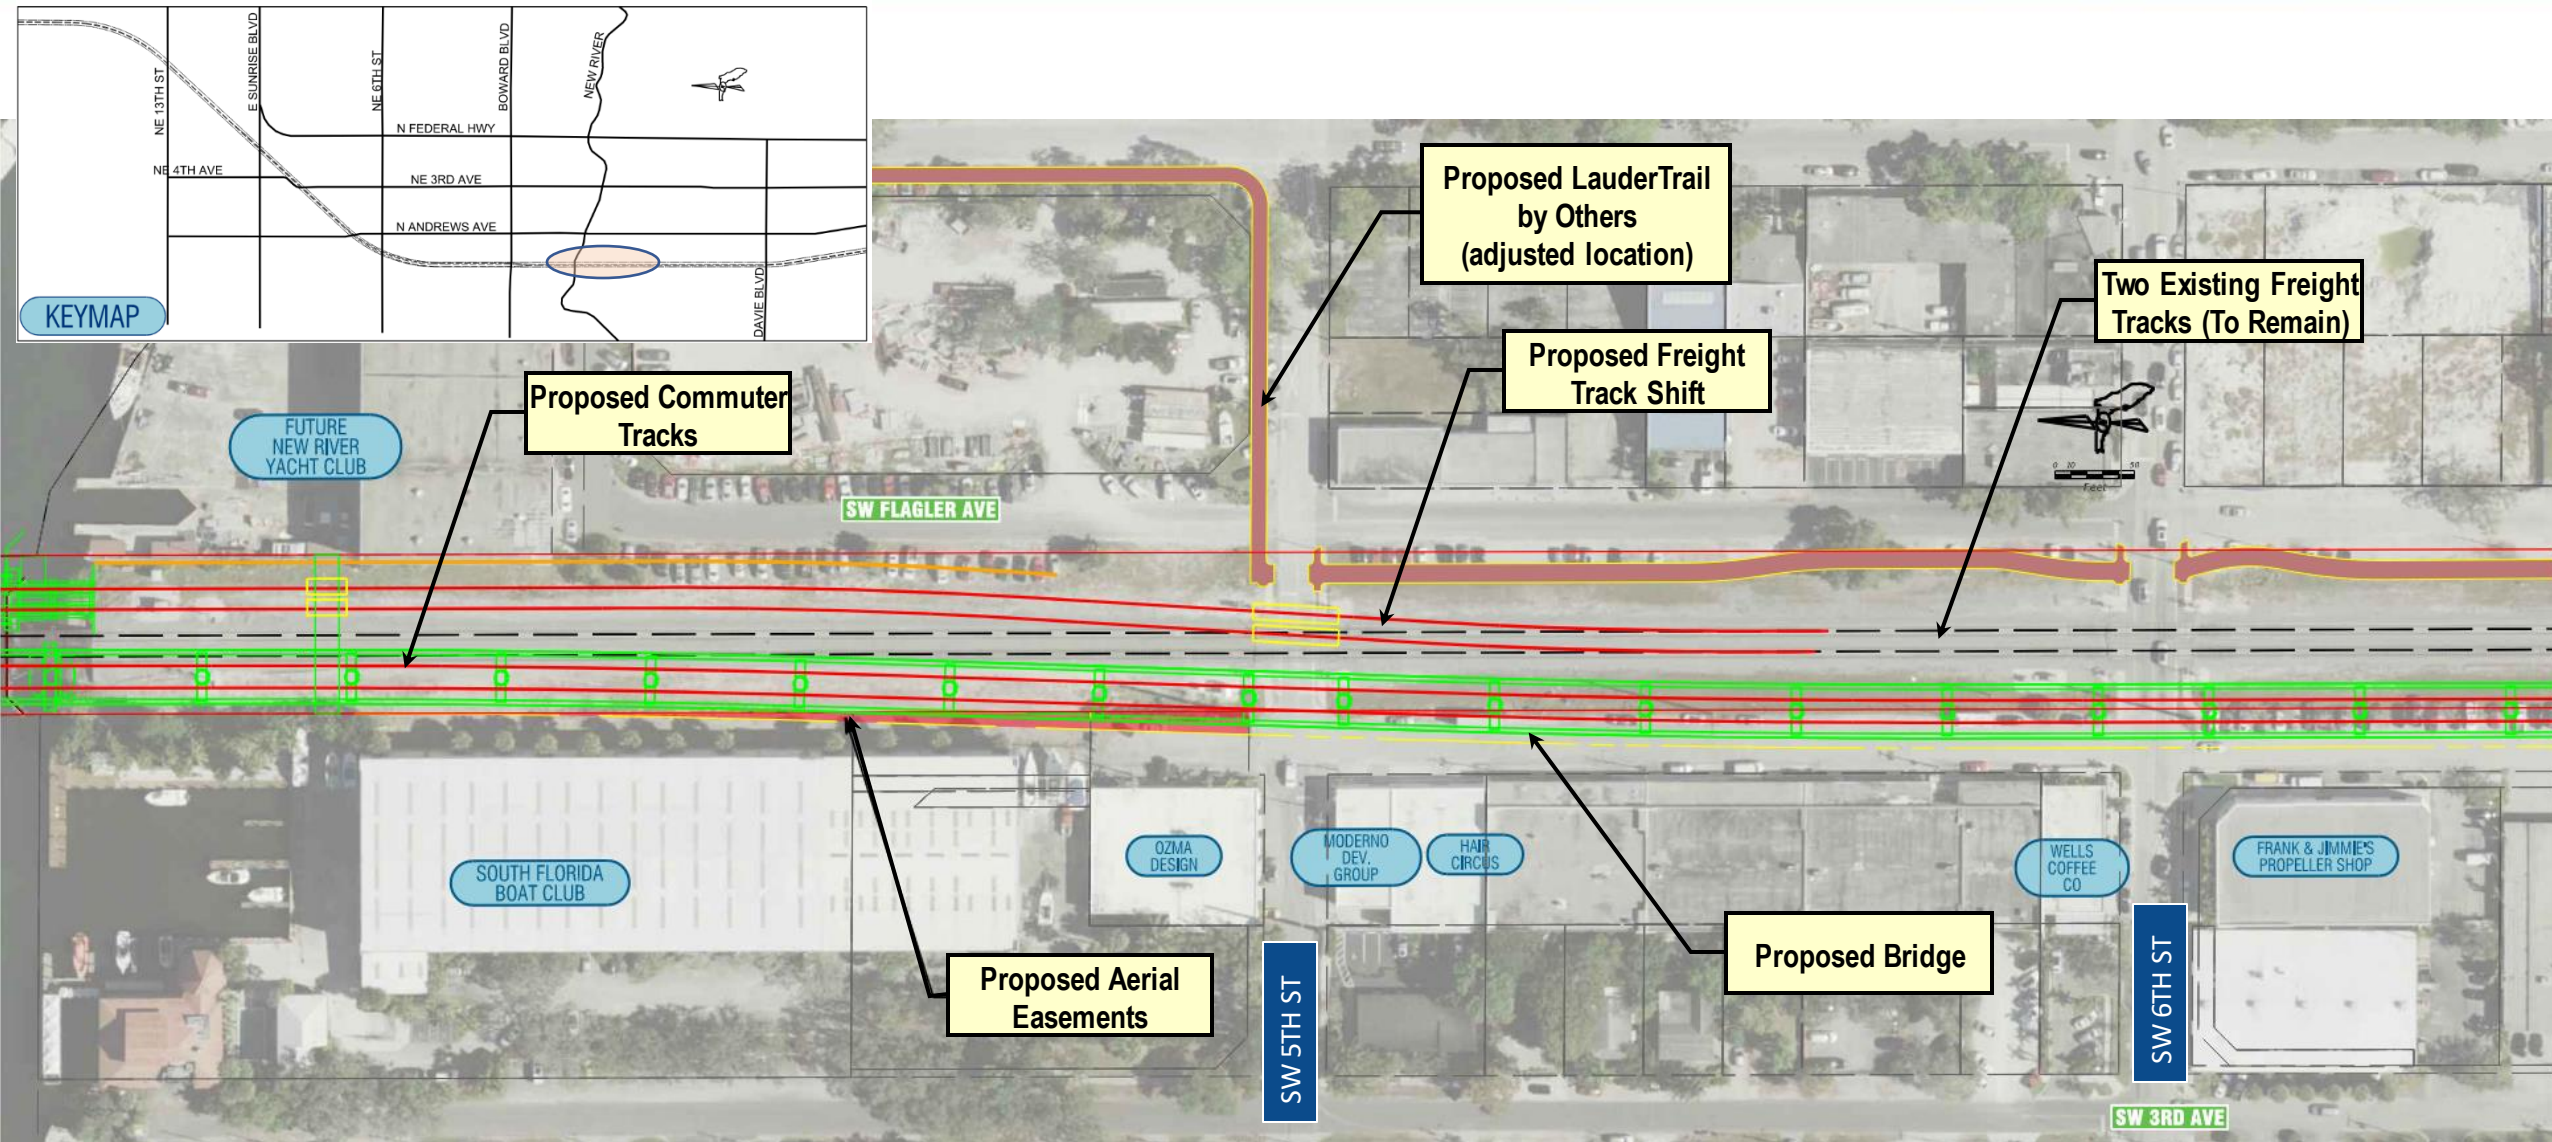 NE 13TH ST
E SUNRISE BLVD
NE 6TH ST
BOWARD BLVD
NEW RIVER
N FEDERAL HWY
NE 4TH AVE
NE 3RD AVE
N ANDREWS AVE
DAVIE BLVD
KEYMAP
Proposed LauderTrail
by Others
(adjusted location)
Two Existing Freight
Tracks (To Remain)
Proposed Freight
Track Shift
Proposed Commuter
Tracks
FUTURE
NEW RIVER
YACHT CLUB
0 10 50
Feet
SW FLAGLER AVE
SOUTH FLORIDA
BOAT CLUB
OZMA
DESIGN
MODERNO
DEV.
GROUP
HAIR
CIRCUS
WELLS
COFFEE
CO
FRANK & JIMMIE'S
PROPELLER SHOP
Proposed Aerial
Easements
Proposed Bridge
SW 5TH ST
SW 6TH ST
SW 3RD AVE